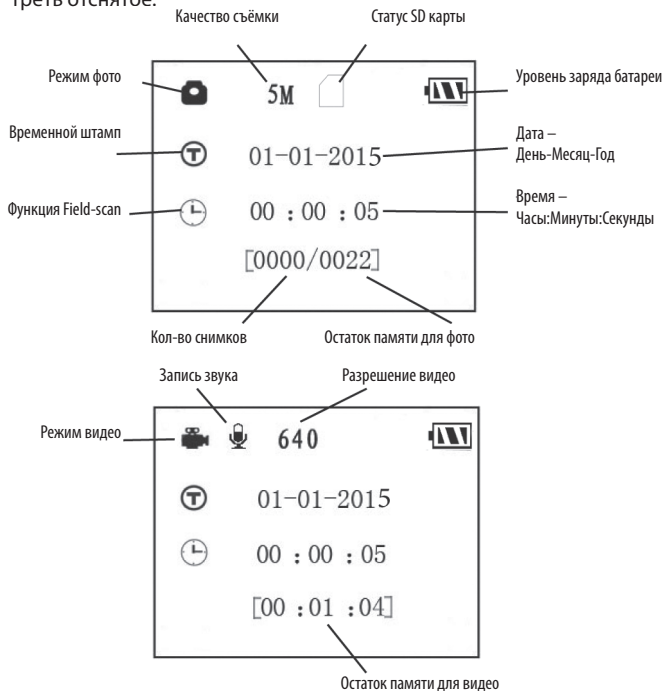 треть отснятое.
Качество съёмки
Статус SD карты
Режим фото
5M
Уровень заряда батареи
Временной штамп
T
01-01-2015
Дата –
День-Месяц-Год
Функция Field-scan
00 : 00 : 05
Время –
Часы:Минуты:Секунды
[0000/0022]
Кол-во снимков
Остаток памяти для фото
Запись звука
Разрешение видео
Режим видео
640
T
01-01-2015
00 : 00 : 05
[00 : 01 : 04]
Остаток памяти для видео